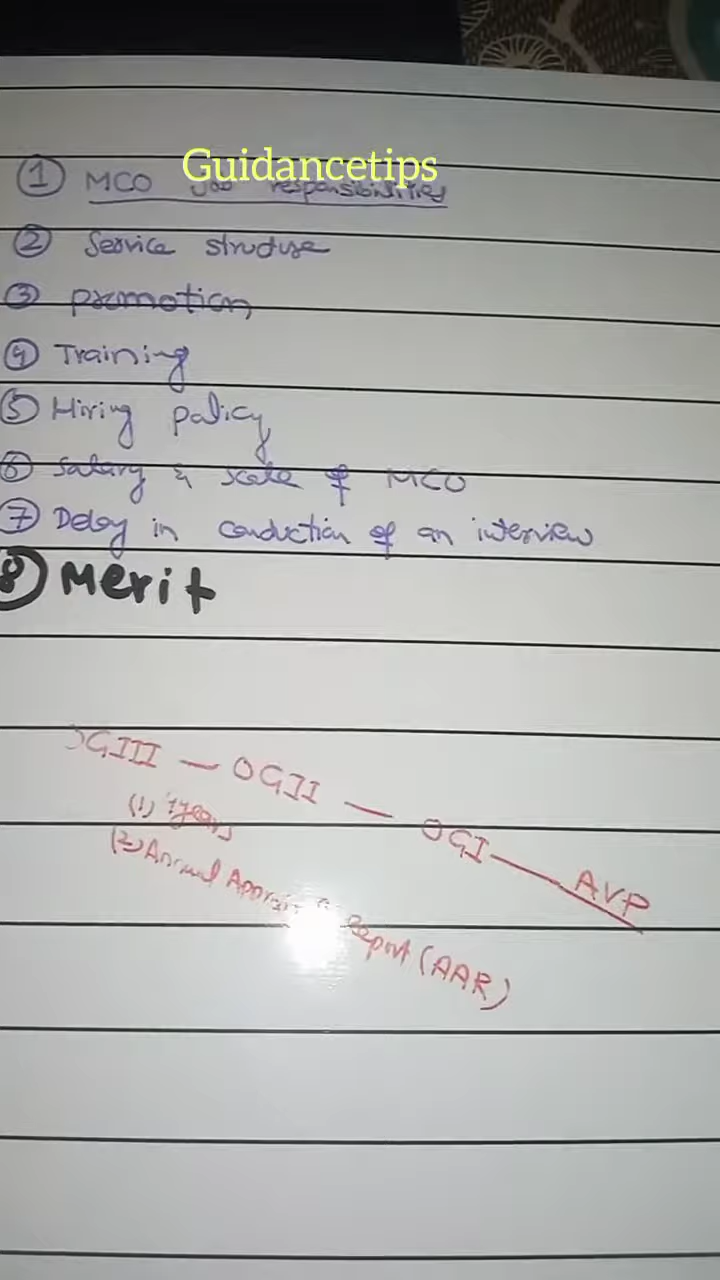 Guidancetips
① MCO Job responsibilities
② Service structure
③ promotion
④ Training
⑤ Hiring policy
⑥ Salary & scale of MCO
⑦ Delay in conduction of an interview
⑧ Merit
OGIII — OGII — OGI — AVP
(1) years
(2) Annual Report (AAR)